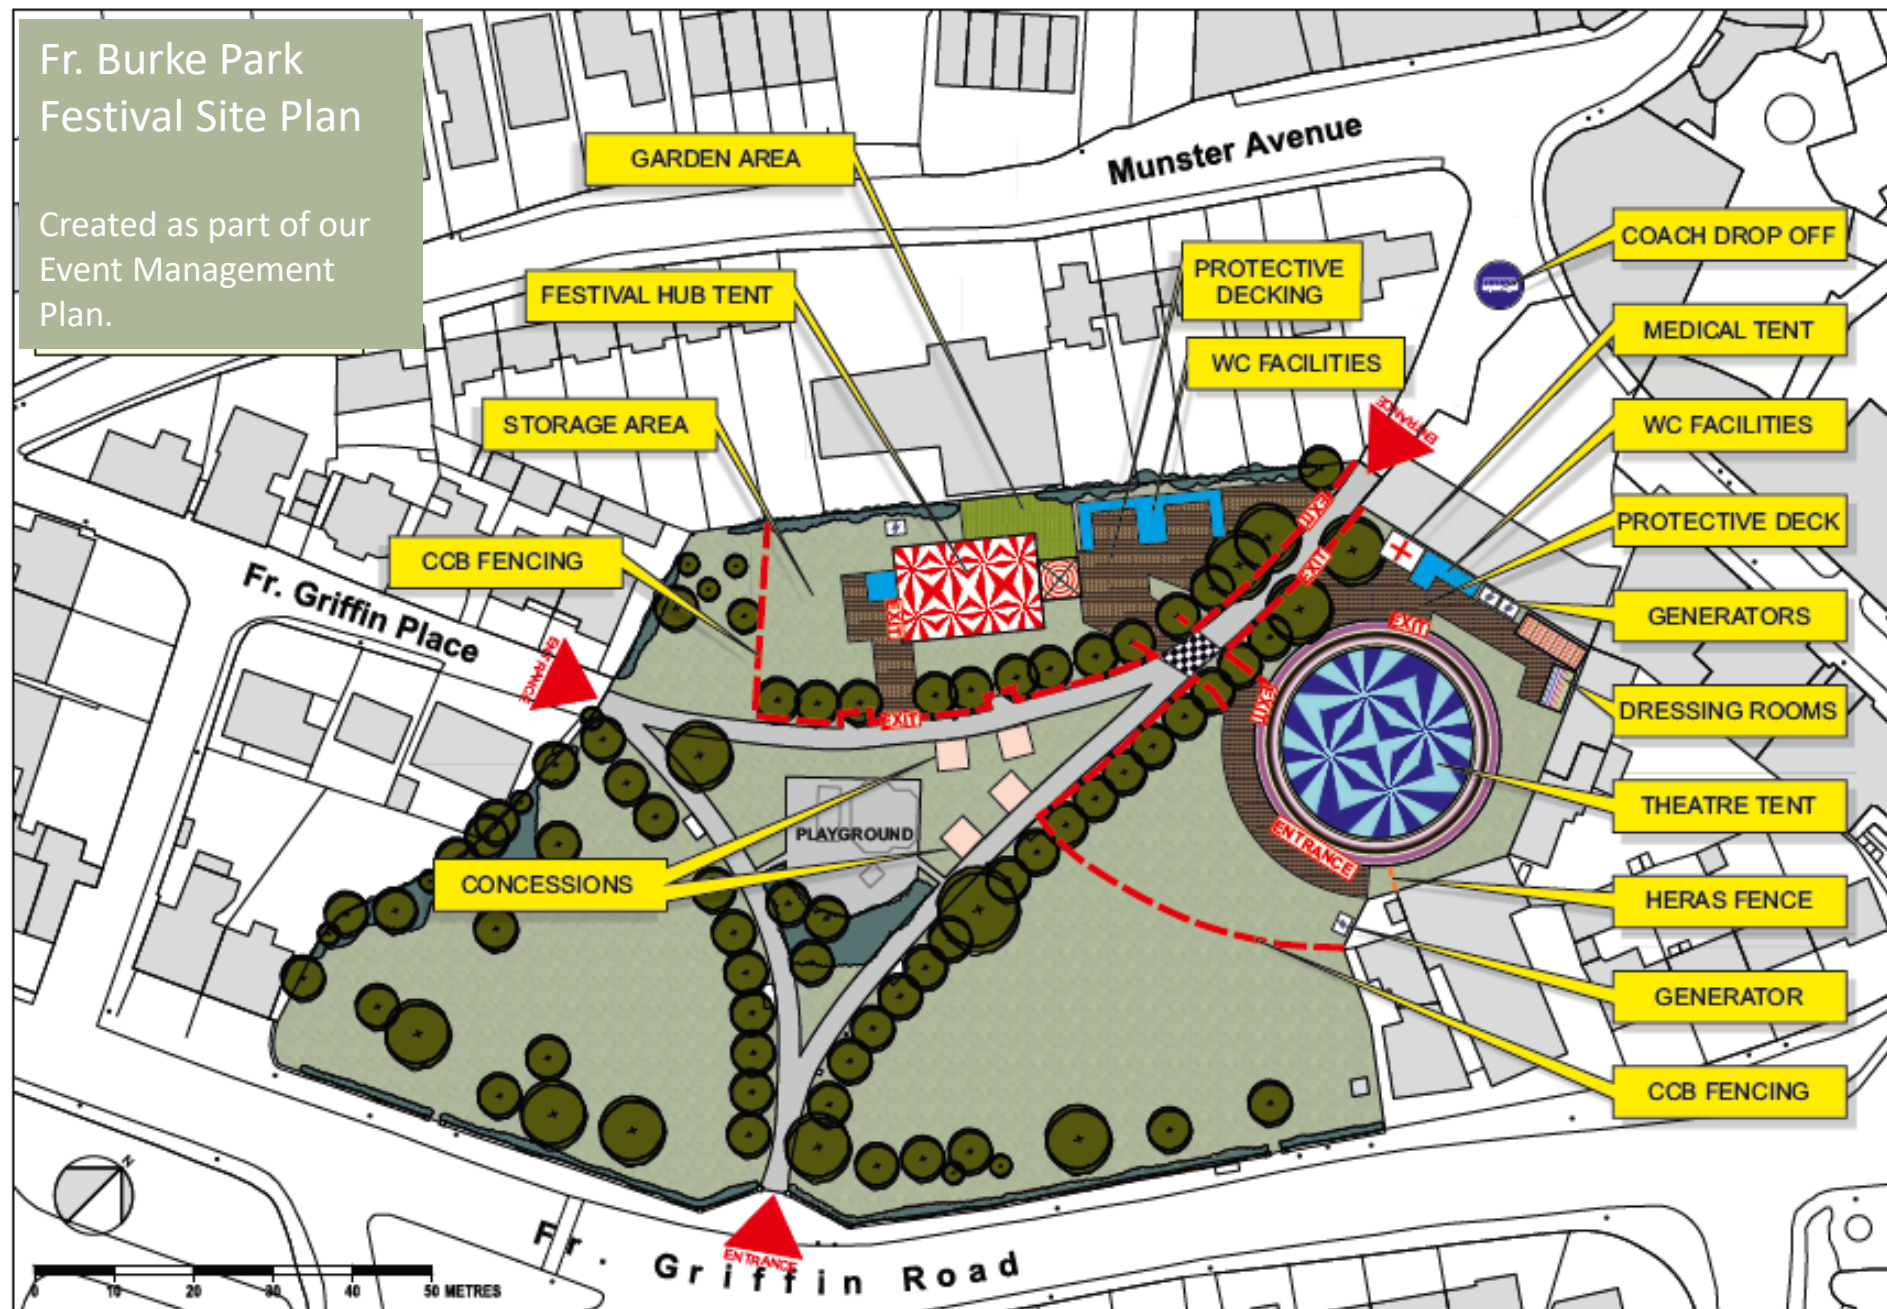 Fr. Burke Park
Festival Site Plan
Created as part of our
Event Management
Plan.
Munster Avenue
GARDEN AREA
COACH DROP OFF
PROTECTIVE
DECKING
FESTIVAL HUB TENT
MEDICAL TENT
WC FACILITIES
STORAGE AREA
WC FACILITIES
ENTRANCE
EXIT
EXIT
PROTECTIVE DECK
CCB FENCING
Fr. Griffin Place
GENERATORS
EXIT
EXIT
ENTRANCE
EXIT
EXIT
DRESSING ROOMS
THEATRE TENT
PLAYGROUND
ENTRANCE
CONCESSIONS
HERAS FENCE
GENERATOR
CCB FENCING
N
ENTRANCE
Fr. Griffin Road
0 10 20 30 40 50 METRES